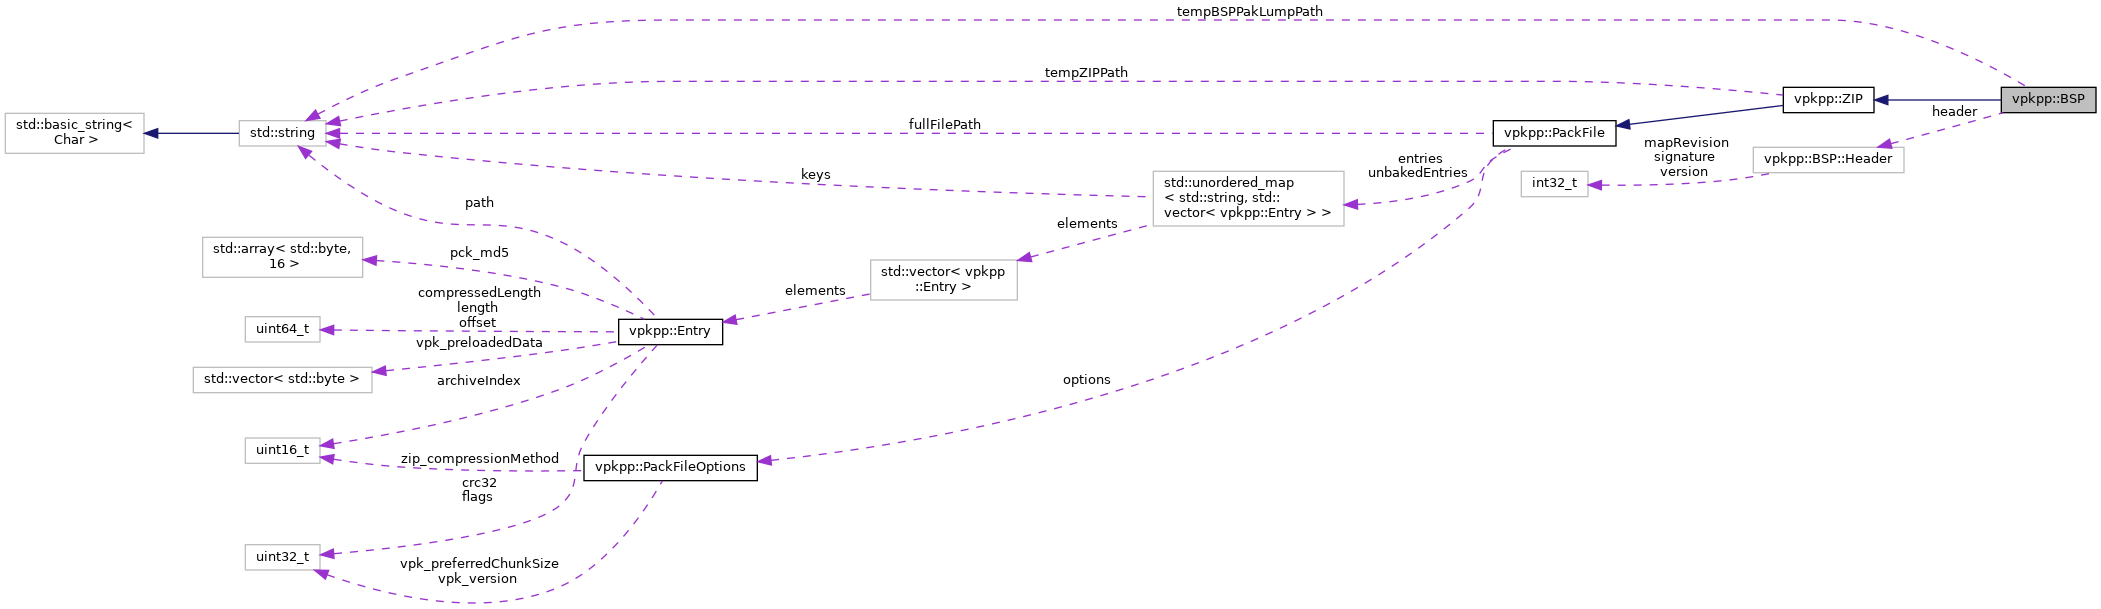 tempBSPPakLumpPath
tempZIPPath
vpkpp::ZIP
vpkpp::BSP
header
std::basic_string<
Char >
std::string
fullFilePath
vpkpp::PackFile
mapRevision
signature
version
vpkpp::BSP::Header
entries
unbakedEntries
keys
std::unordered_map
< std::string, std::
vector< vpkpp::Entry > >
int32_t
path
elements
std::array< std::byte,
16 >
pck_md5
std::vector< vpkpp
::Entry >
elements
compressedLength
length
offset
uint64_t
vpkpp::Entry
vpk_preloadedData
std::vector< std::byte >
archiveIndex
options
uint16_t
zip_compressionMethod
vpkpp::PackFileOptions
crc32
flags
uint32_t
vpk_preferredChunkSize
vpk_version